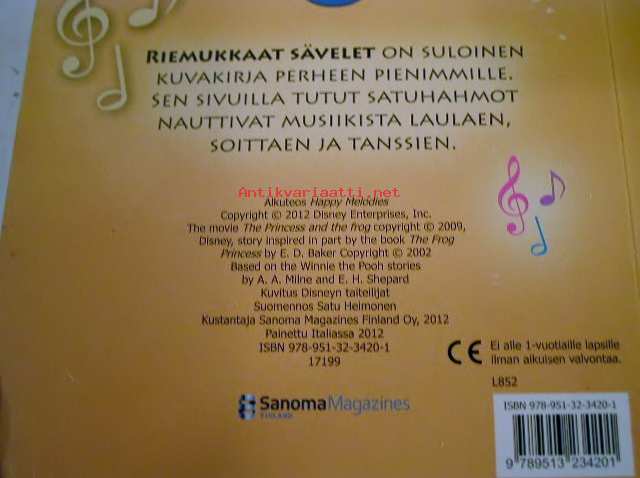 RIEMUKKAAT SÄVELET ON SULOINEN
KUVAKIRJA PERHEEN PIENIMMILLE.
SEN SIVUILLA TUTUT SATUHAHMOT
NAUTTIVAT MUSIIKISTA LAULAEN,
SOITTAEN JA TANSSIEN.
Antikvariaatti.net
Alkuteos Happy Melodies
Copyright © 2012 Disney Enterprises, Inc.
The movie The Princess and the frog copyright © 2009,
Disney, story inspired in part by the book The Frog
Princess by E. D. Baker Copyright © 2002
Based on the Winnie the Pooh stories
by A. A. Milne and E. H. Shepard
Kuvitus Disneyn taiteilijat
Suomennos Satu Heimonen
Kustantaja Sanoma Magazines Finland Oy, 2012
Painettu Italiassa 2012
ISBN 978-951-32-3420-1
17199
SanomaMagazines
FINLAND
CE Ei alle 1-vuotiaille lapsille
ilman aikuisen valvontaa.
L852
ISBN 978-951-32-3420-1
9 789513 234201